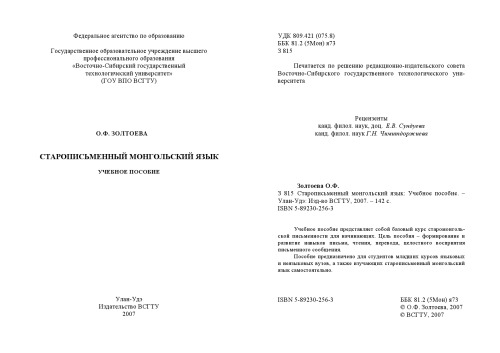 Федеральное агентство по образованию
Государственное образовательное учреждение высшего
профессионального образования
«Восточно-Сибирский государственный
технологический университет»
(ГОУ ВПО ВСГТУ)
О.Ф. ЗОЛТОЕВА
СТАРОПИСЬМЕННЫЙ МОНГОЛЬСКИЙ ЯЗЫК
УЧЕБНОЕ ПОСОБИЕ
Улан-Удэ
Издательство ВСГТУ
2007
УДК 809.421 (075.8)
ББК 81.2 (5Мон) я73
З 815
Печатается по решению редакционно-издательского совета
Восточно-Сибирского государственного технологического уни-
верситета
Рецензенты
канд. филол. наук, доц. Е.В. Сундуева
канд. филол. наук Г.Н. Чимитдоржиева
Золтоева О.Ф.
З 815 Старописьменный монгольский язык: Учебное пособие. –
Улан-Удэ: Изд-во ВСГТУ, 2007. – 142 с.
ISBN 5-89230-256-3
Учебное пособие представляет собой базовый курс старомонголь-
ской письменности для начинающих. Цель пособия – формирование и
развитие навыков письма, чтения, перевода, целостного восприятия
письменного сообщения.
Пособие предназначено для студентов младших курсов языковых
и неязыковых вузов, а также изучающих старописьменный монгольский
язык самостоятельно.
ISBN 5-89230-256-3
ББК 81.2 (5Мон) я73
© О.Ф. Золтоева, 2007
© ВСГТУ, 2007